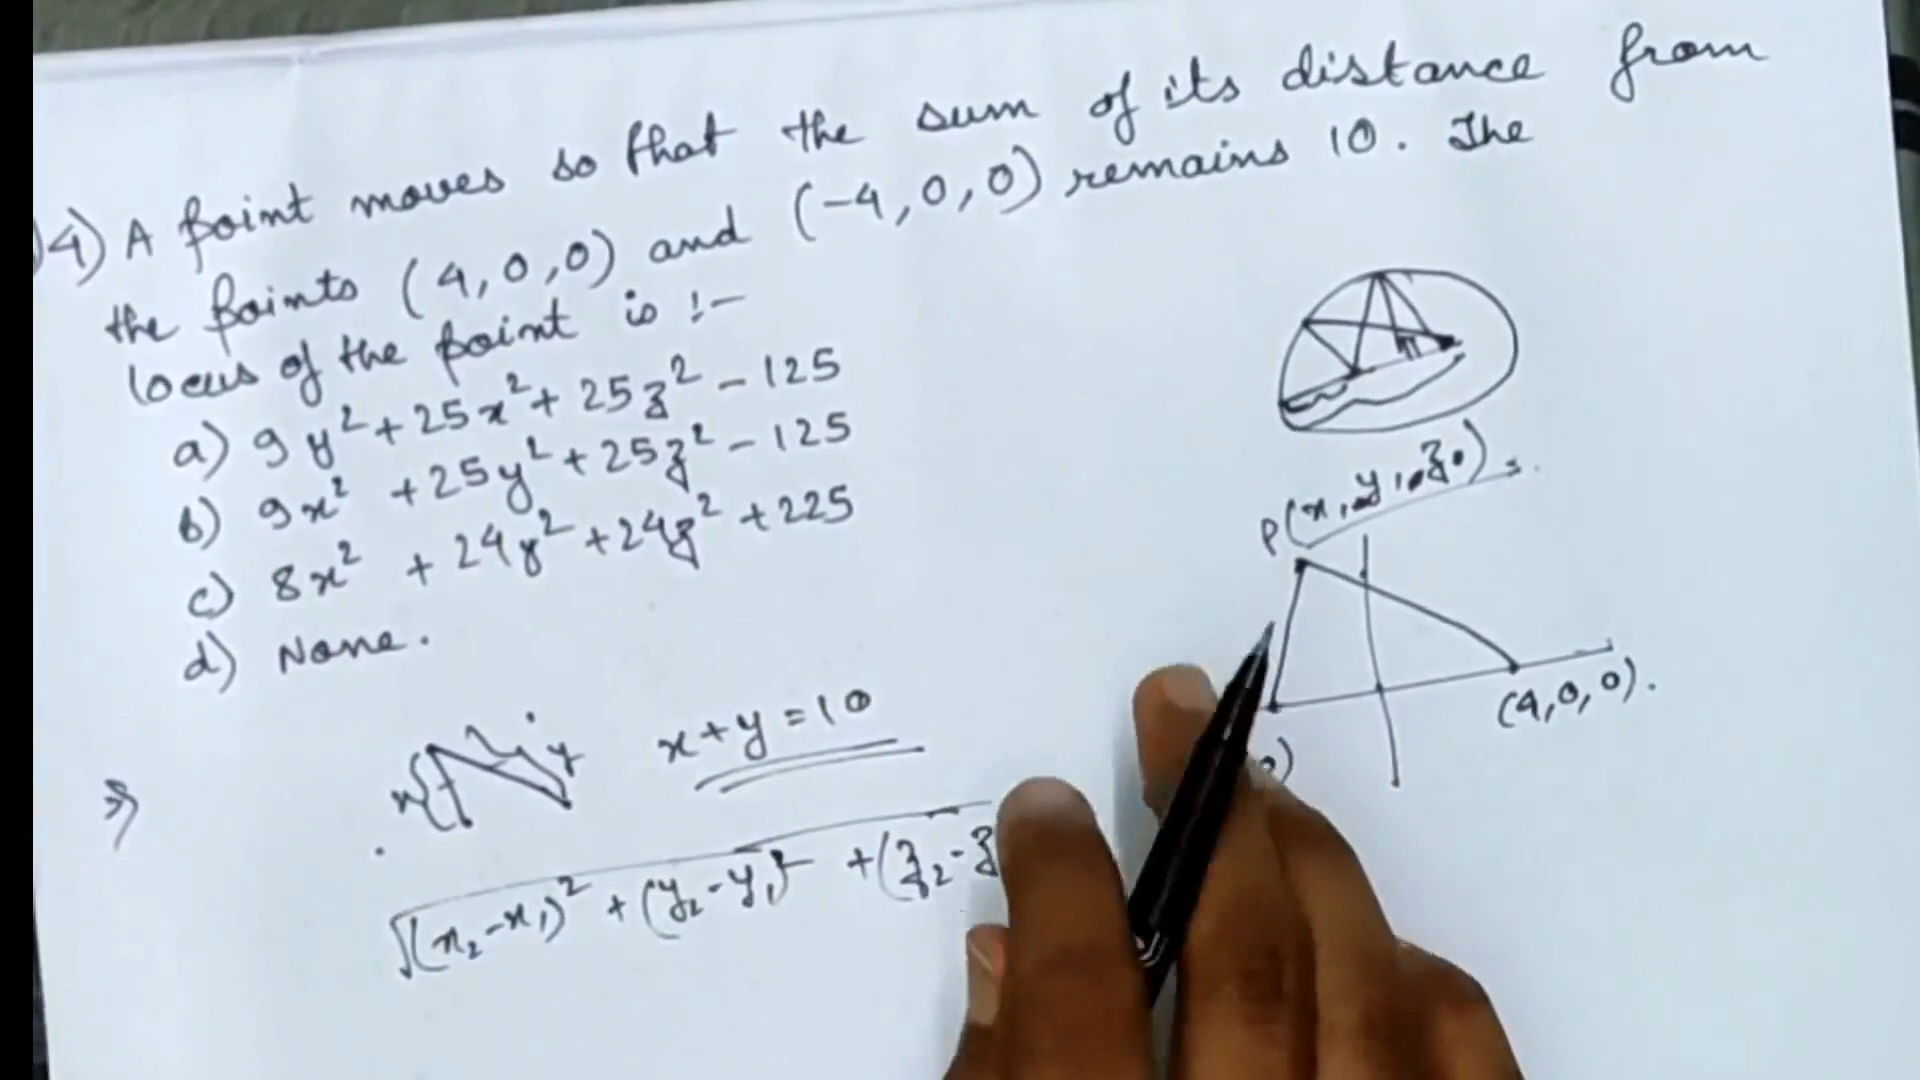 4) A point moves so that the sum of its distance from
the points (4,0,0) and (-4,0,0) remains 10. The
locus of the point is :-
a) 9y² + 25x² + 25z² - 125
b) 9x² + 25y² + 25z² - 125
c) 8x² + 24y² + 24z² + 225
d) None.
P(x, y, z)
(4,0,0).
0)
x y
x+y=10
⇒
√(x₂-x₁)² + (y₂-y₁)² + (z₂-z